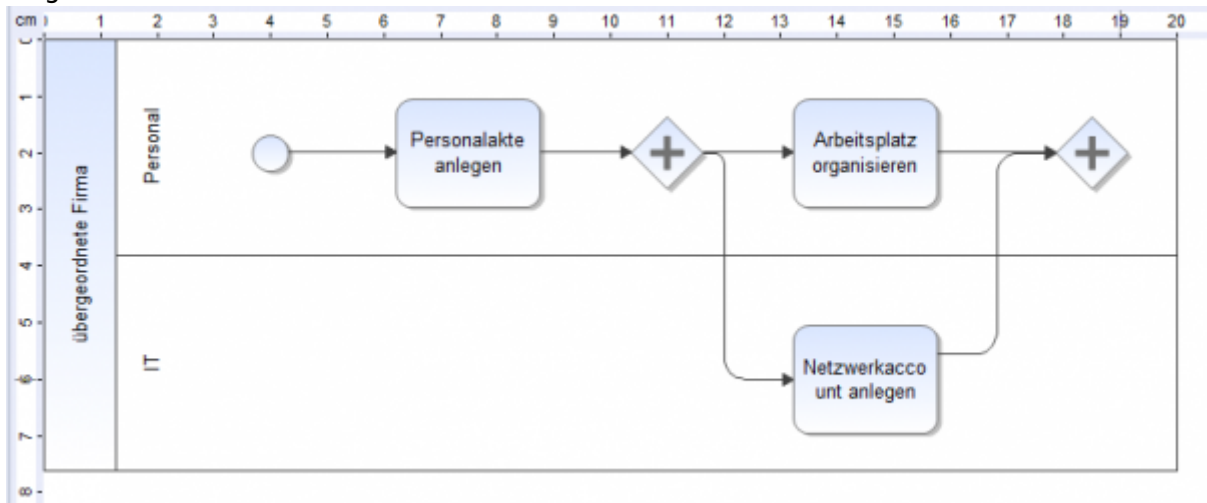 cm 1 2 3 4 5 6 7 8 9 10 11 12 13 14 15 16 17 18 19 20
übergeordnete Firma
Personal
Personalakte
anlegen
Arbeitsplatz
organisieren
IT
Netzwerkacco
unt anlegen
1
2
3
4
5
6
7
8